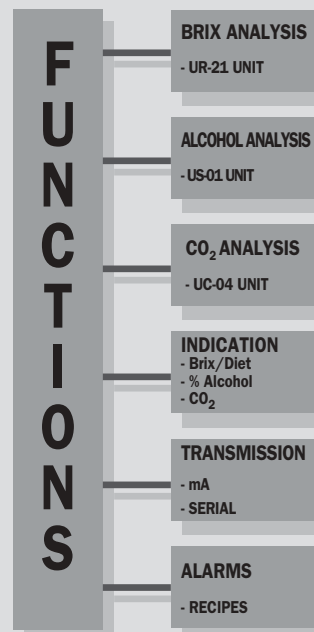 FUNCTIONS
BRIX ANALYSIS
- UR-21 UNIT
ALCOHOL ANALYSIS
- US-01 UNIT
CO₂ ANALYSIS
- UC-04 UNIT
INDICATION
- Brix/Diet
- % Alcohol
- CO₂
TRANSMISSION
- mA
- SERIAL
ALARMS
- RECIPES